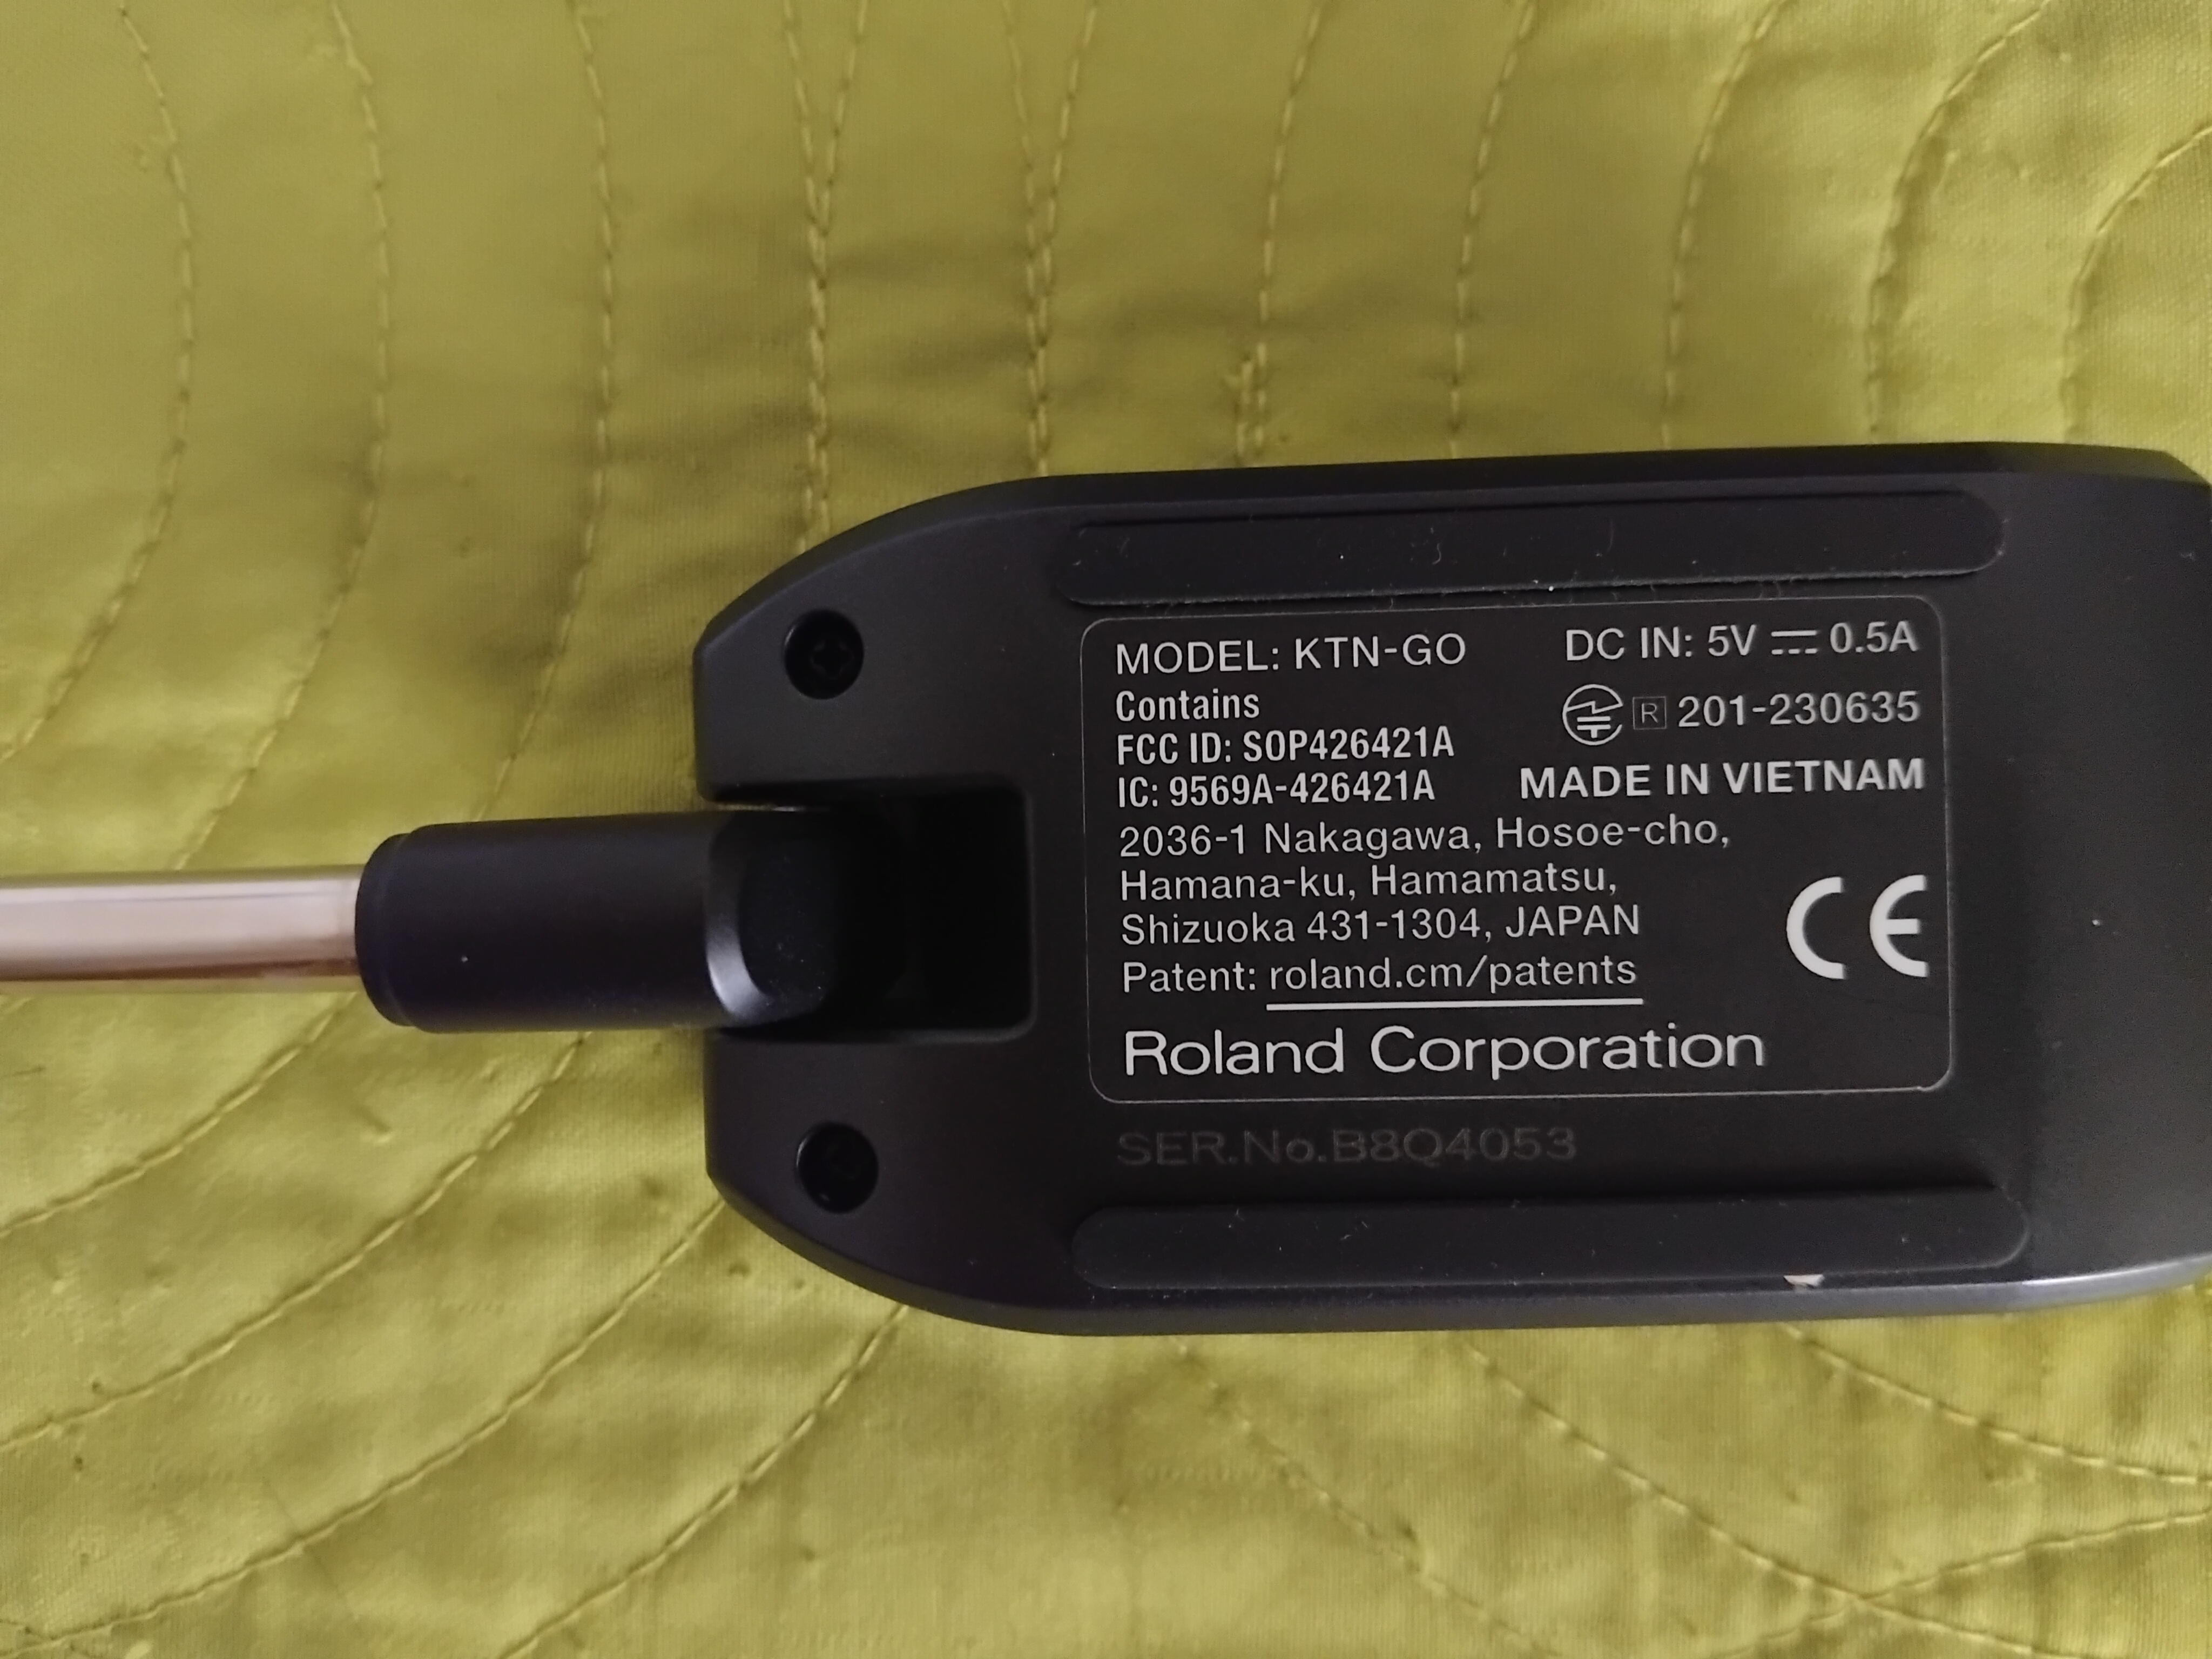 MODEL: KTN-GO
DC IN: 5V ⎓ 0.5A
Contains
FCC ID: SOP426421A
IC: 9569A-426421A
R 201-230635
MADE IN VIETNAM
2036-1 Nakagawa, Hosoe-cho,
Hamana-ku, Hamamatsu,
Shizuoka 431-1304, JAPAN
Patent: roland.cm/patents
CE
Roland Corporation
SER.No.B8Q4053